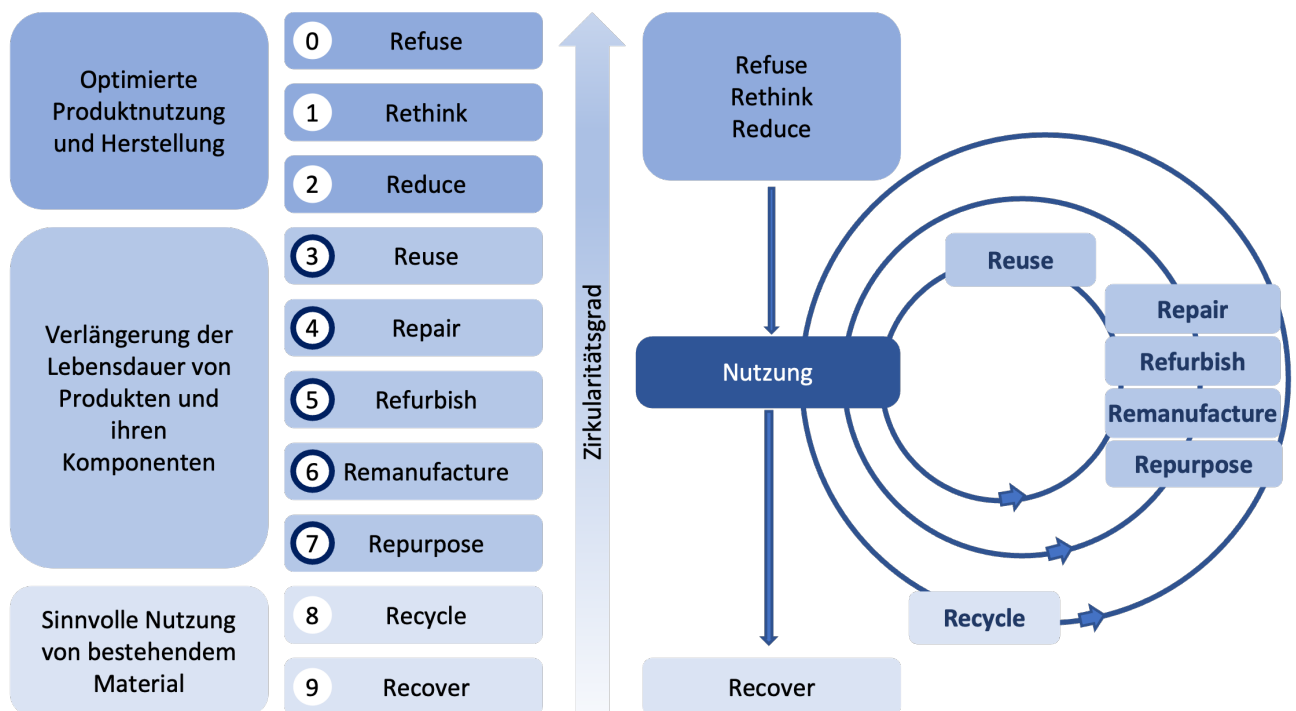 Optimierte
Produktnutzung
und Herstellung
0 Refuse
1 Rethink
2 Reduce
Verlängerung der
Lebensdauer von
Produkten und
ihren
Komponenten
3 Reuse
4 Repair
5 Refurbish
6 Remanufacture
7 Repurpose
Sinnvolle Nutzung
von bestehendem
Material
8 Recycle
9 Recover
Zirkularitätsgrad
Refuse
Rethink
Reduce
Nutzung
Reuse
Repair
Refurbish
Remanufacture
Repurpose
Recycle
Recover